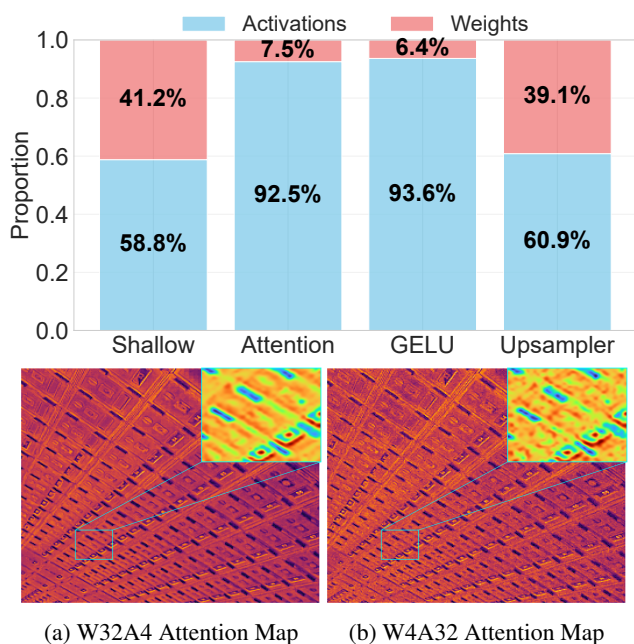 Activations Weights
Proportion
1.0
0.8
0.6
0.4
0.2
0.0
41.2% 7.5% 6.4% 39.1%
58.8% 92.5% 93.6% 60.9%
Shallow Attention GELU Upsampler
(a) W32A4 Attention Map (b) W4A32 Attention Map